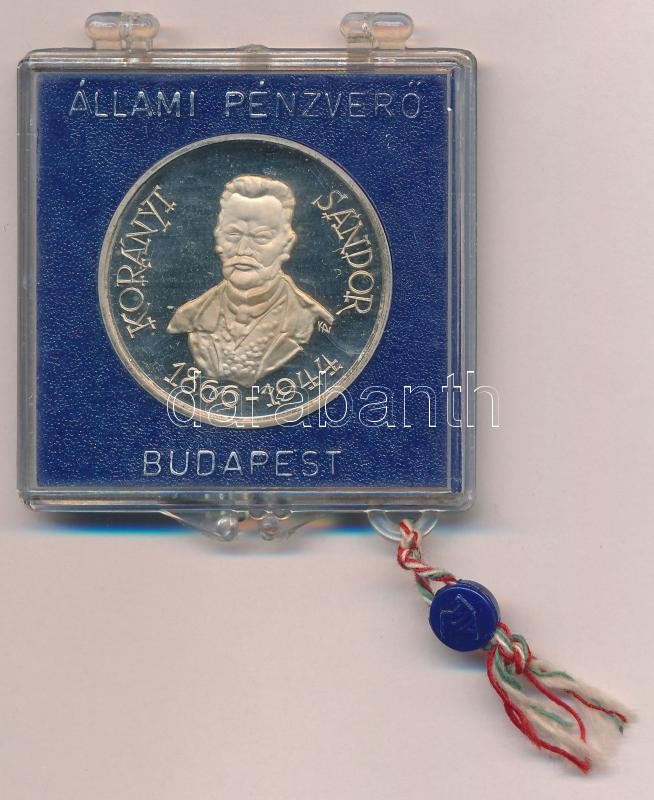 ÁLLAMI PÉNZVERŐ
KORÁNYI SÁNDOR
1866-1944
darabanth
BUDAPEST